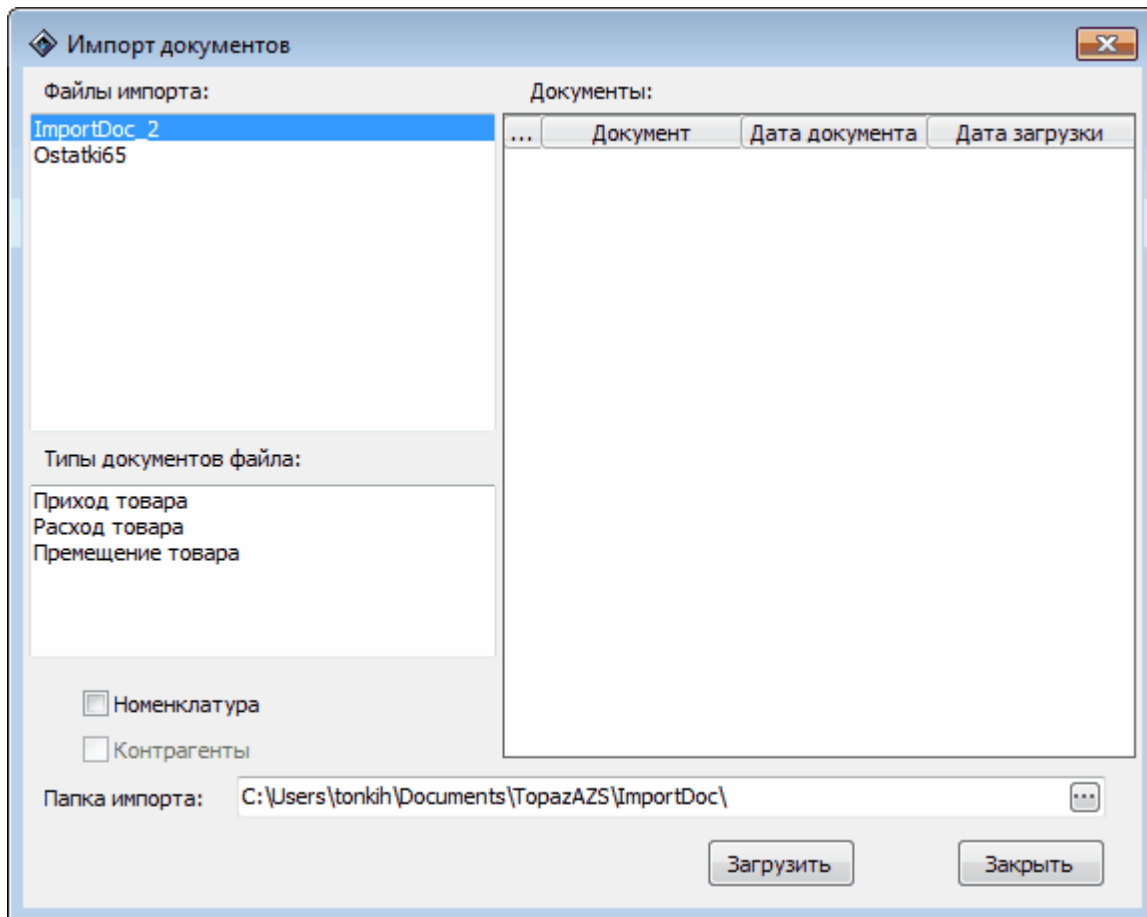 Импорт документов
Файлы импорта:
ImportDoc_2
Ostatki65
Типы документов файла:
Приход товара
Расход товара
Премещение товара
Номенклатура
Контрагенты
Документы:
... Документ Дата документа Дата загрузки
Папка импорта: C:\Users\tonkih\Documents\TopazAZS\ImportDoc\ ...
Загрузить Закрыть